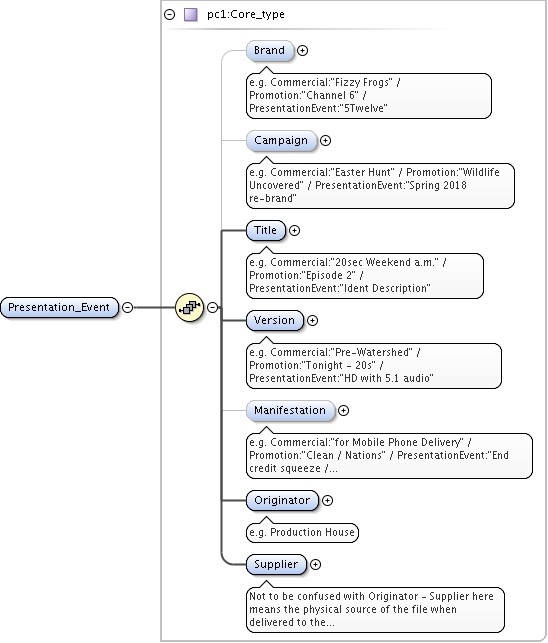 pc1:Core_type
Brand
e.g. Commercial:"Fizzy Frogs" /
Promotion:"Channel 6" /
PresentationEvent:"5Twelve"
Campaign
e.g. Commercial:"Easter Hunt" / Promotion:"Wildlife
Uncovered" / PresentationEvent:"Spring 2018
re-brand"
Title
e.g. Commercial:"20sec Weekend a.m." /
Promotion:"Episode 2" /
PresentationEvent:"Ident Description"
Presentation_Event
Version
e.g. Commercial:"Pre-Watershed" /
Promotion:"Tonight - 20s" /
PresentationEvent:"HD with 5.1 audio"
Manifestation
e.g. Commercial:"for Mobile Phone Delivery" /
Promotion:"Clean / Nations" / PresentationEvent:"End
credit squeeze /...
Originator
e.g. Production House
Supplier
Not to be confused with Originator - Supplier here
means the physical source of the file when
delivered to the...